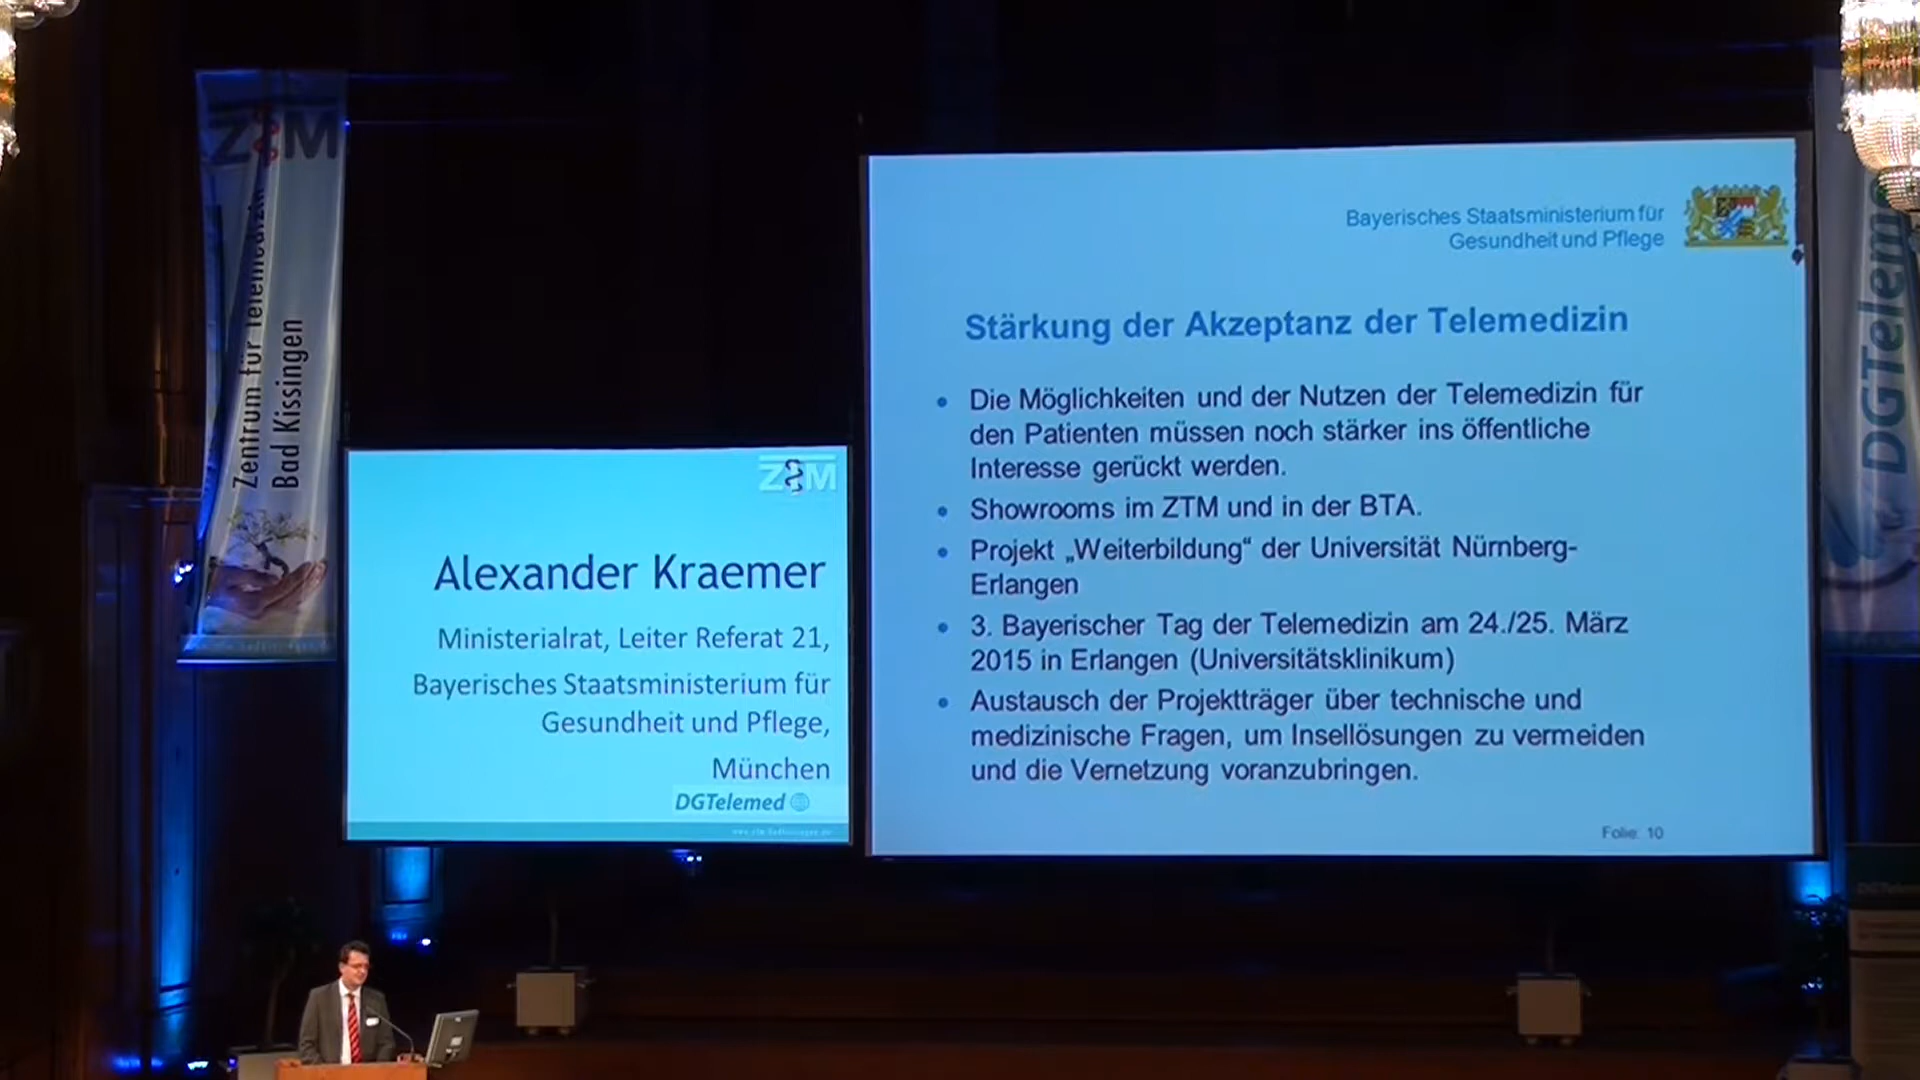 ZTM
Zentrum für Telemedizin
Bad Kissingen
ZTM
Alexander Kraemer
Ministerialrat, Leiter Referat 21,
Bayerisches Staatsministerium für
Gesundheit und Pflege,
München
DGTelemed
Bayerisches Staatsministerium für
Gesundheit und Pflege
Stärkung der Akzeptanz der Telemedizin
• Die Möglichkeiten und der Nutzen der Telemedizin für
den Patienten müssen noch stärker ins öffentliche
Interesse gerückt werden.
• Showrooms im ZTM und in der BTA.
• Projekt „Weiterbildung“ der Universität Nürnberg-
Erlangen
• 3. Bayerischer Tag der Telemedizin am 24./25. März
2015 in Erlangen (Universitätsklinikum)
• Austausch der Projektträger über technische und
medizinische Fragen, um Insellösungen zu vermeiden
und die Vernetzung voranzubringen.
Folie: 10
DGTeleme